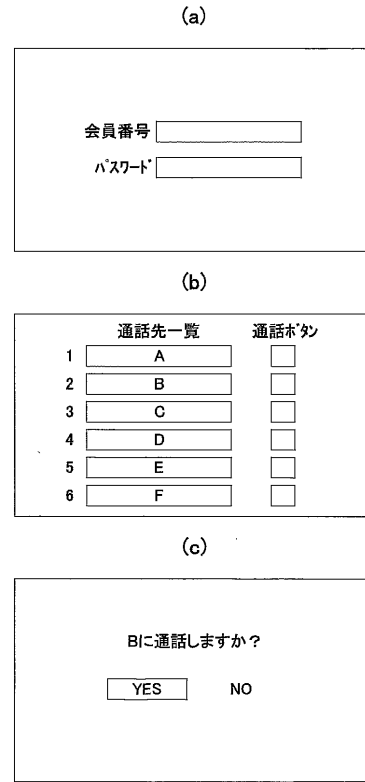 (a)
会員番号
パスワード
(b)
通話先一覧 通話ボタン
1 A
2 B
3 C
4 D
5 E
6 F
(c)
Bに通話しますか？
YES NO